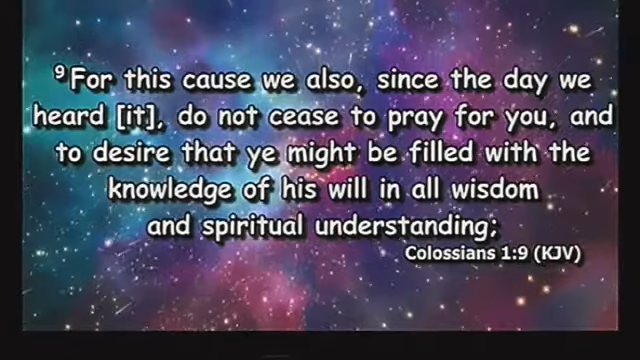 ⁹For this cause we also, since the day we
heard [it], do not cease to pray for you, and
to desire that ye might be filled with the
knowledge of his will in all wisdom
and spiritual understanding;
Colossians 1:9 (KJV)